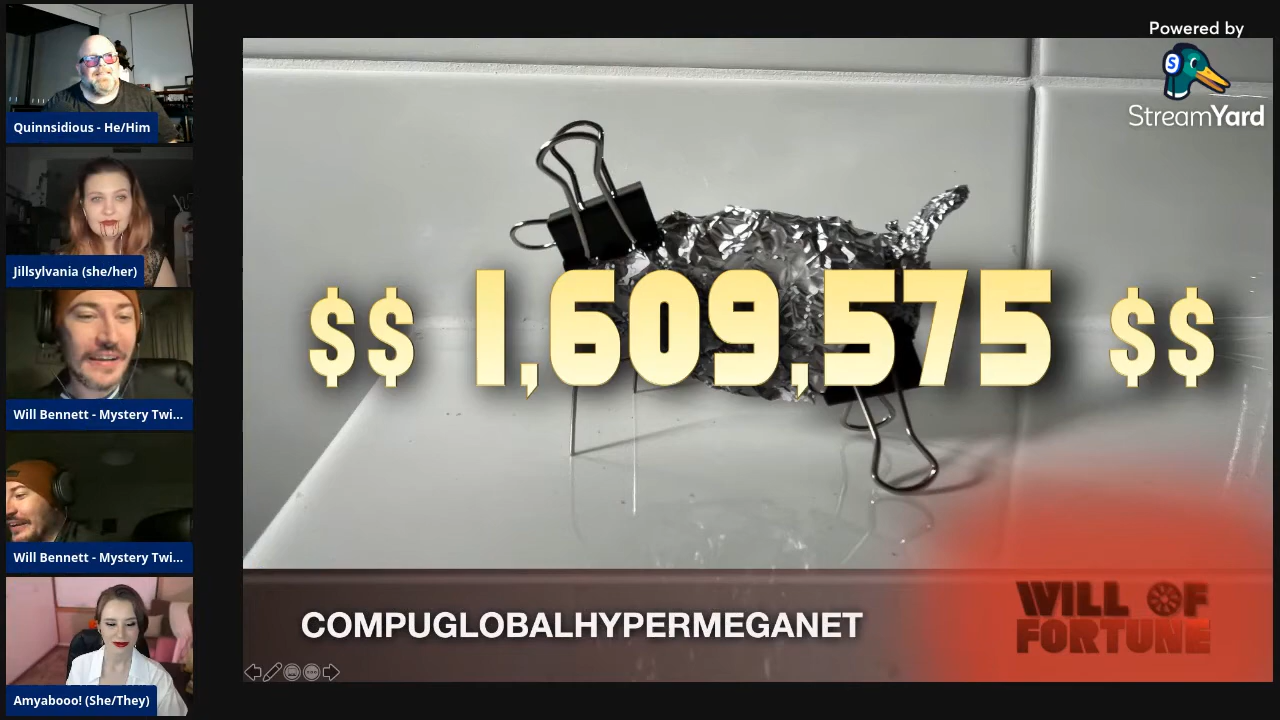 Powered by
StreamYard
Quinnsidious - He/Him
Jillsylvania (she/her)
Will Bennett - Mystery Twi...
Will Bennett - Mystery Twi...
Amyabooo! (She/They)
$$ 1,609,575 $$
COMPUGLOBALHYPERMEGANET
WILL OF
FORTUNE